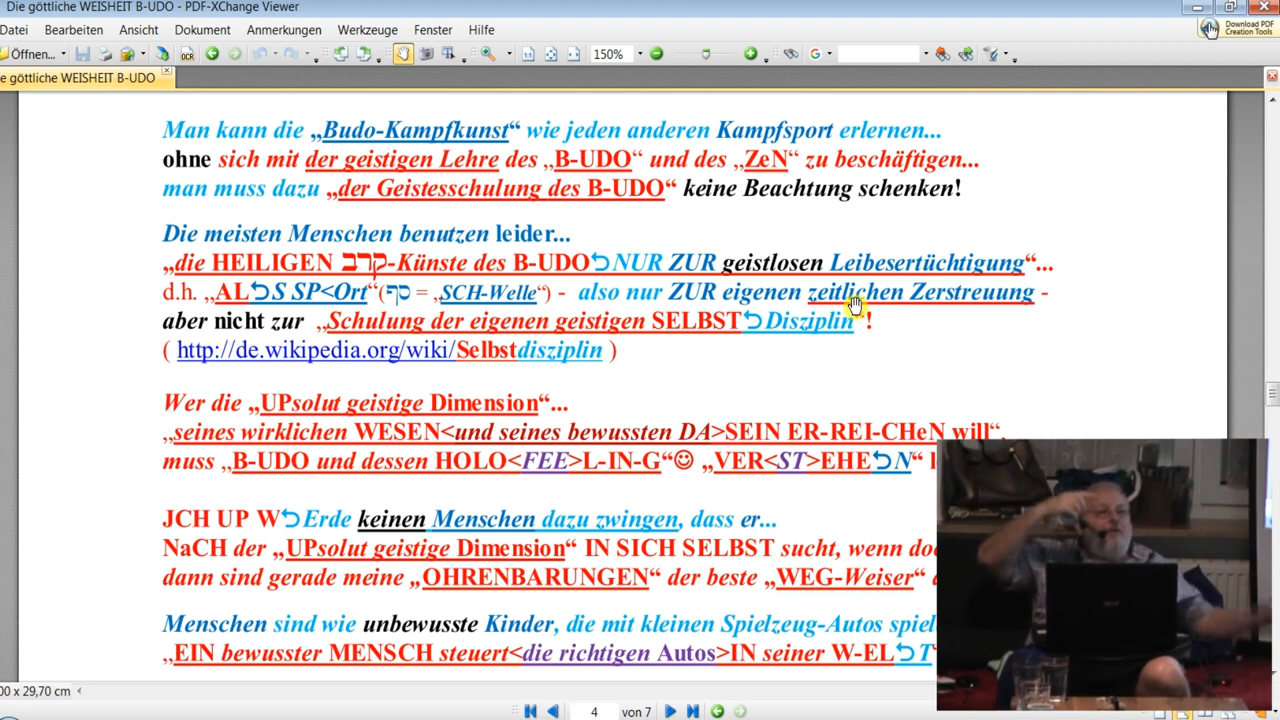 Die göttliche WEISHEIT B-UDO - PDF-XChange Viewer
Datei Bearbeiten Ansicht Dokument Anmerkungen Werkzeuge Fenster Hilfe
Download PDF
Creation Tools
Öffnen... OCR 150% G
e göttliche WEISHEIT B-UDO
Man kann die „Budo-Kampfkunst“ wie jeden anderen Kampfsport erlernen...
ohne sich mit der geistigen Lehre des „B-UDO“ und des „ZeN“ zu beschäftigen...
man muss dazu „der Geistesschulung des B-UDO“ keine Beachtung schenken!
Die meisten Menschen benutzen leider...
„die HEILIGEN קרב-Künste des B-UDO⮌NUR ZUR geistlosen Leibesertüchtigung“...
d.h. „AL⮌S SP<Ort“(סף = „SCH-Welle“) - also nur ZUR eigenen zeitlichen Zerstreuung -
aber nicht zur „Schulung der eigenen geistigen SELBST⮌Disziplin“!
( http://de.wikipedia.org/wiki/Selbstdisziplin )
Wer die „UPsolut geistige Dimension“...
„seines wirklichen WESEN<und seines bewussten DA>SEIN ER-REI-CHeN will“,
muss „B-UDO und dessen HOLO<FEE>L-IN-G“☺ „VER<ST>EHE⮌N“
JCH UP W⮌Erde keinen Menschen dazu zwingen, dass er...
NaCH der „UPsolut geistige Dimension“ IN SICH SELBST sucht, wenn
dann sind gerade meine „OHRENBARUNGEN“ der beste „WEG-Weiser“
Menschen sind wie unbewusste Kinder, die mit kleinen Spielzeug-Autos spiel
„EIN bewusster MENSCH steuert<die richtigen Autos>IN seiner W-EL⮌T
00 x 29,70 cm
4 von 7